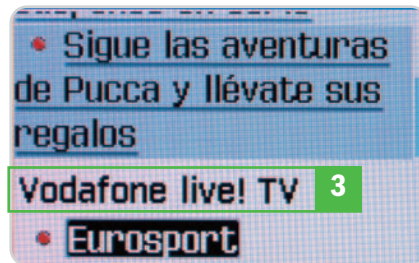 Sigue las aventuras
de Pucca y llévate sus
regalos
Vodafone live! TV 3
Eurosport